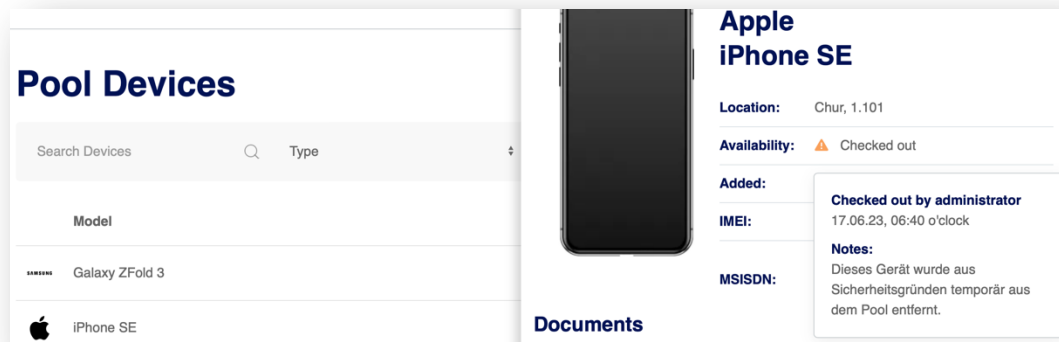 Pool Devices
Search Devices
Type
Model
SAMSUNG
Galaxy ZFold 3
iPhone SE
Apple
iPhone SE
Location: Chur, 1.101
Availability: Checked out
Added:
IMEI:
MSISDN:
Checked out by administrator
17.06.23, 06:40 o'clock
Notes:
Dieses Gerät wurde aus
Sicherheitsgründen temporär aus
dem Pool entfernt.
Documents